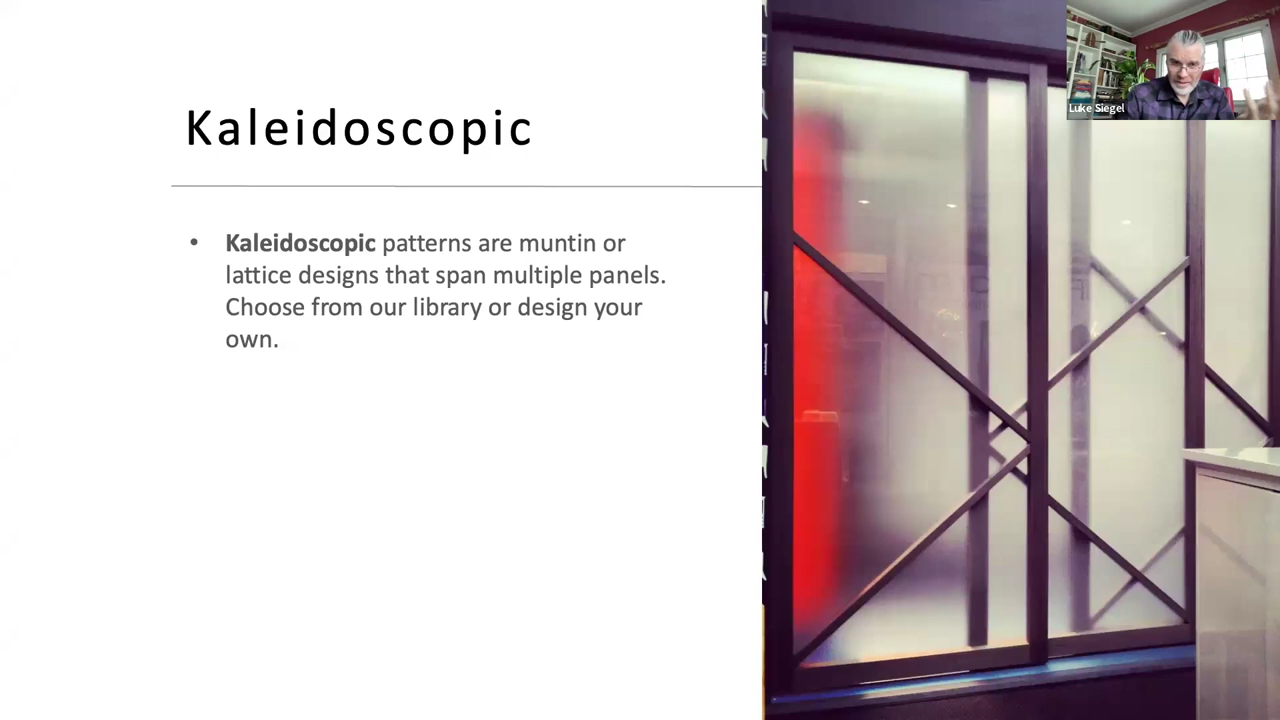 Kaleidoscopic
• Kaleidoscopic patterns are muntin or
lattice designs that span multiple panels.
Choose from our library or design your
own.
Luke Siegel